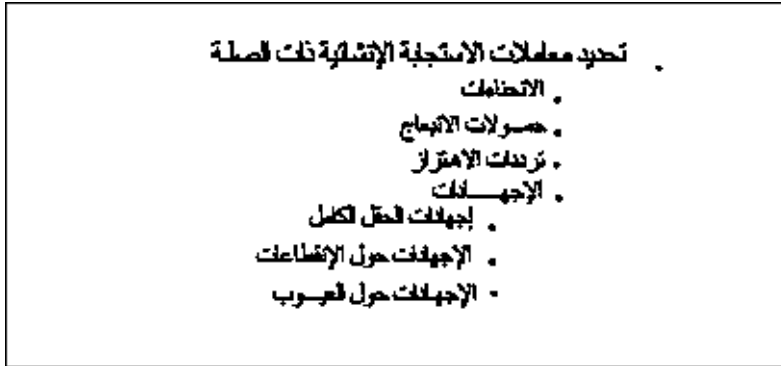 • تحديد معاملات الاستجابة الإنشائية ذات الصلة
• الانحناءات
• حمولات الانبعاج
• ترددات الاهتزاز
• الإجهادات
• إجهادات الحقل الكامل
• الإجهادات حول الإنقطاعات
• الإجهادات حول العيوب